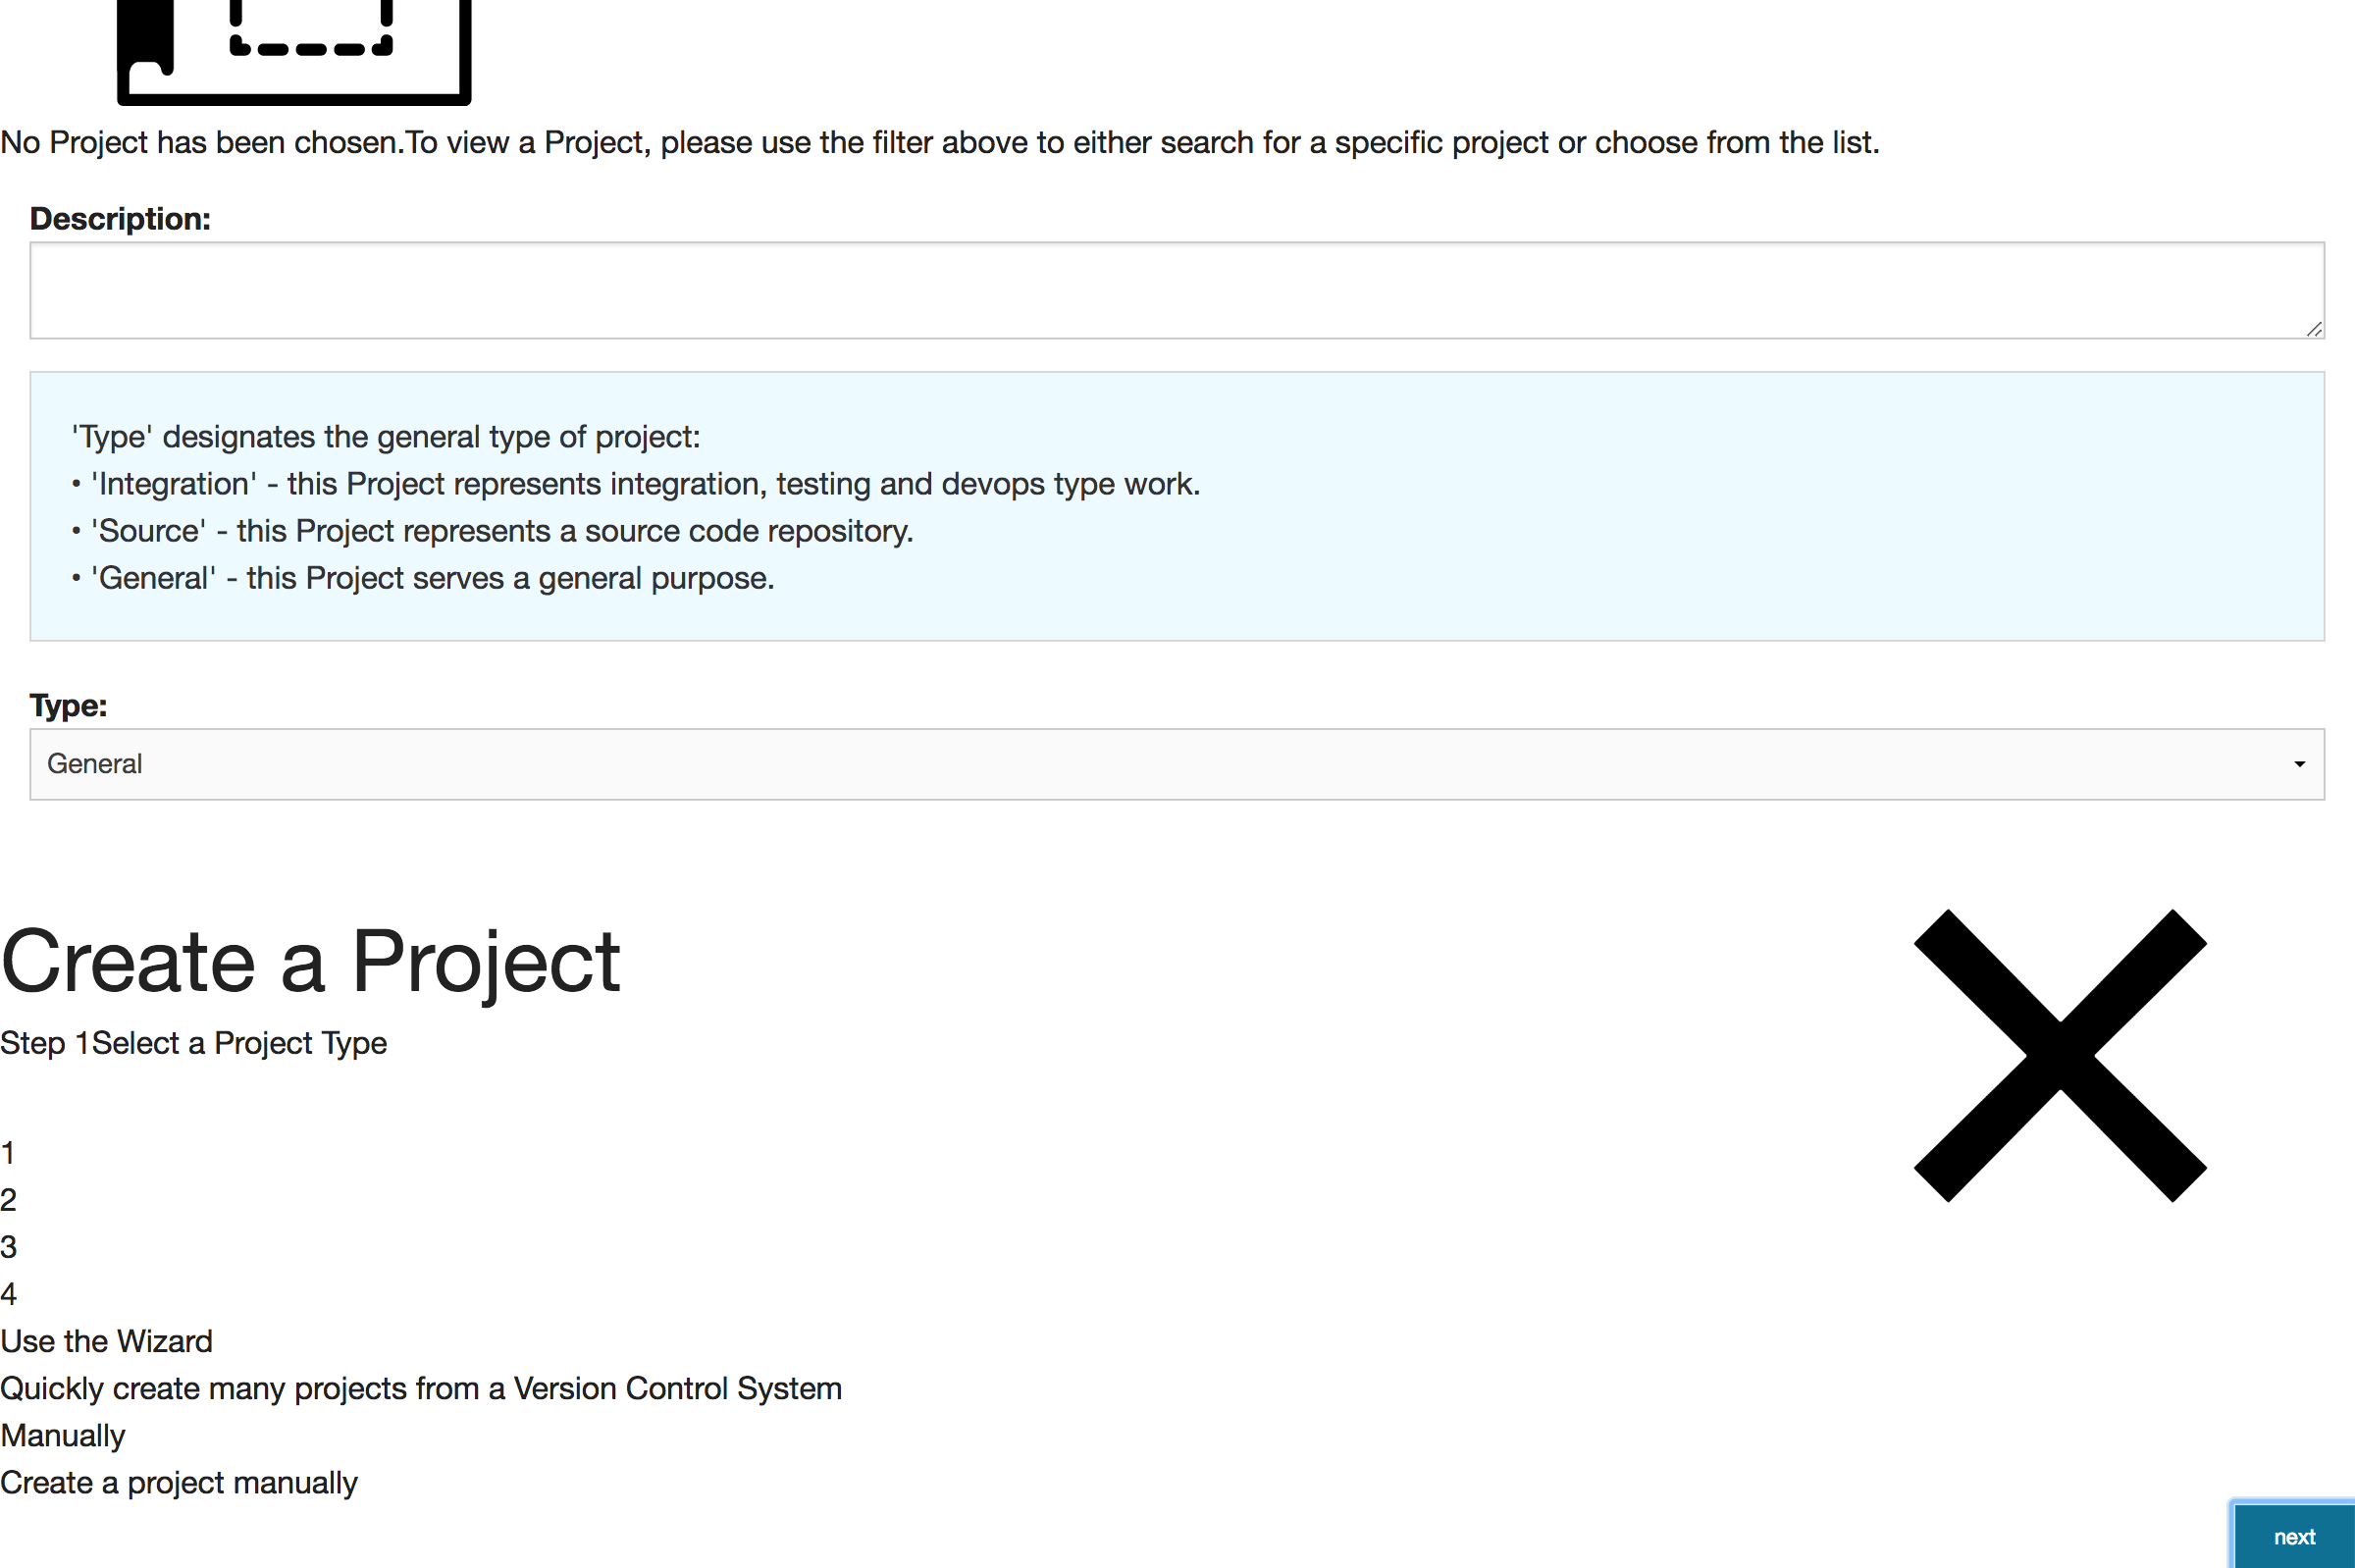 No Project has been chosen.To view a Project, please use the filter above to either search for a specific project or choose from the list.
Description:
'Type' designates the general type of project:
• 'Integration' - this Project represents integration, testing and devops type work.
• 'Source' - this Project represents a source code repository.
• 'General' - this Project serves a general purpose.
Type:
General
Create a Project
Step 1Select a Project Type
1
2
3
4
Use the Wizard
Quickly create many projects from a Version Control System
Manually
Create a project manually
next